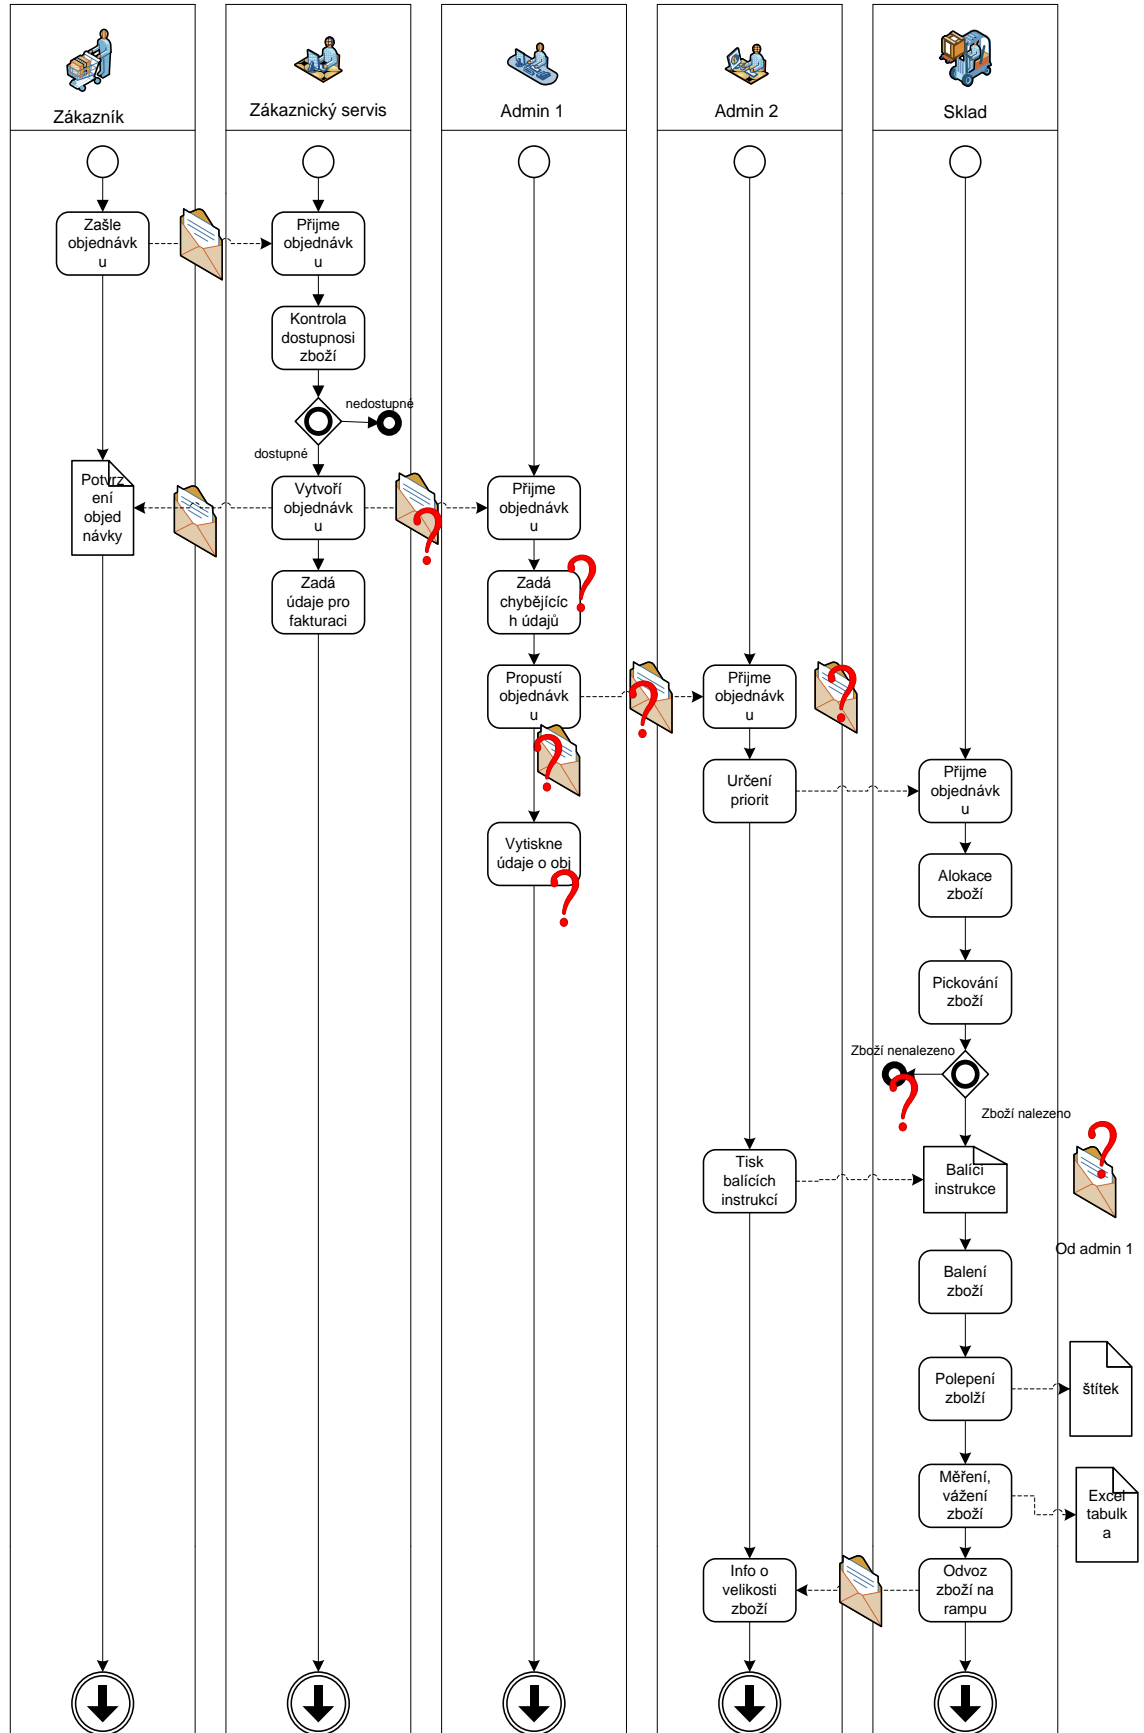 Zákazník
Zákaznický servis
Admin 1
Admin 2
Sklad
Zašle
objednávk
u
Přijme
objednávk
u
Kontrola
dostupnosi
zboží
nedostupné
dostupné
Potvrz
ení
objed
návky
Vytvoří
objednávk
u
Přijme
objednávk
u
Zadá
údaje pro
fakturaci
Zadá
chybějícíc
h údajů
Propustí
objednávk
u
Přijme
objednávk
u
Určení
priorit
Přijme
objednávk
u
Vytiskne
údaje o obj
Alokace
zboží
Pickování
zboží
Zboží nenalezeno
Zboží nalezeno
Tisk
balících
instrukcí
Balící
instrukce
Od admin 1
Balení
zboží
Polepení
zbolží
štítek
Měření,
vážení
zboží
Excel
tabulk
a
Info o
velikosti
zboží
Odvoz
zboží na
rampu